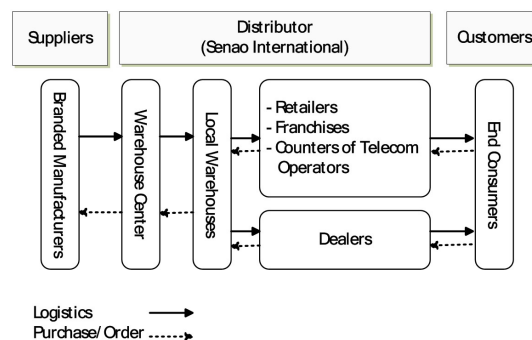 Suppliers
Distributor
(Senao International)
Customers
Branded Manufacturers
Warehouse Center
Local Warehouses
- Retailers
- Franchises
- Counters of Telecom
Operators
Dealers
End Consumers
Logistics
Purchase/ Order